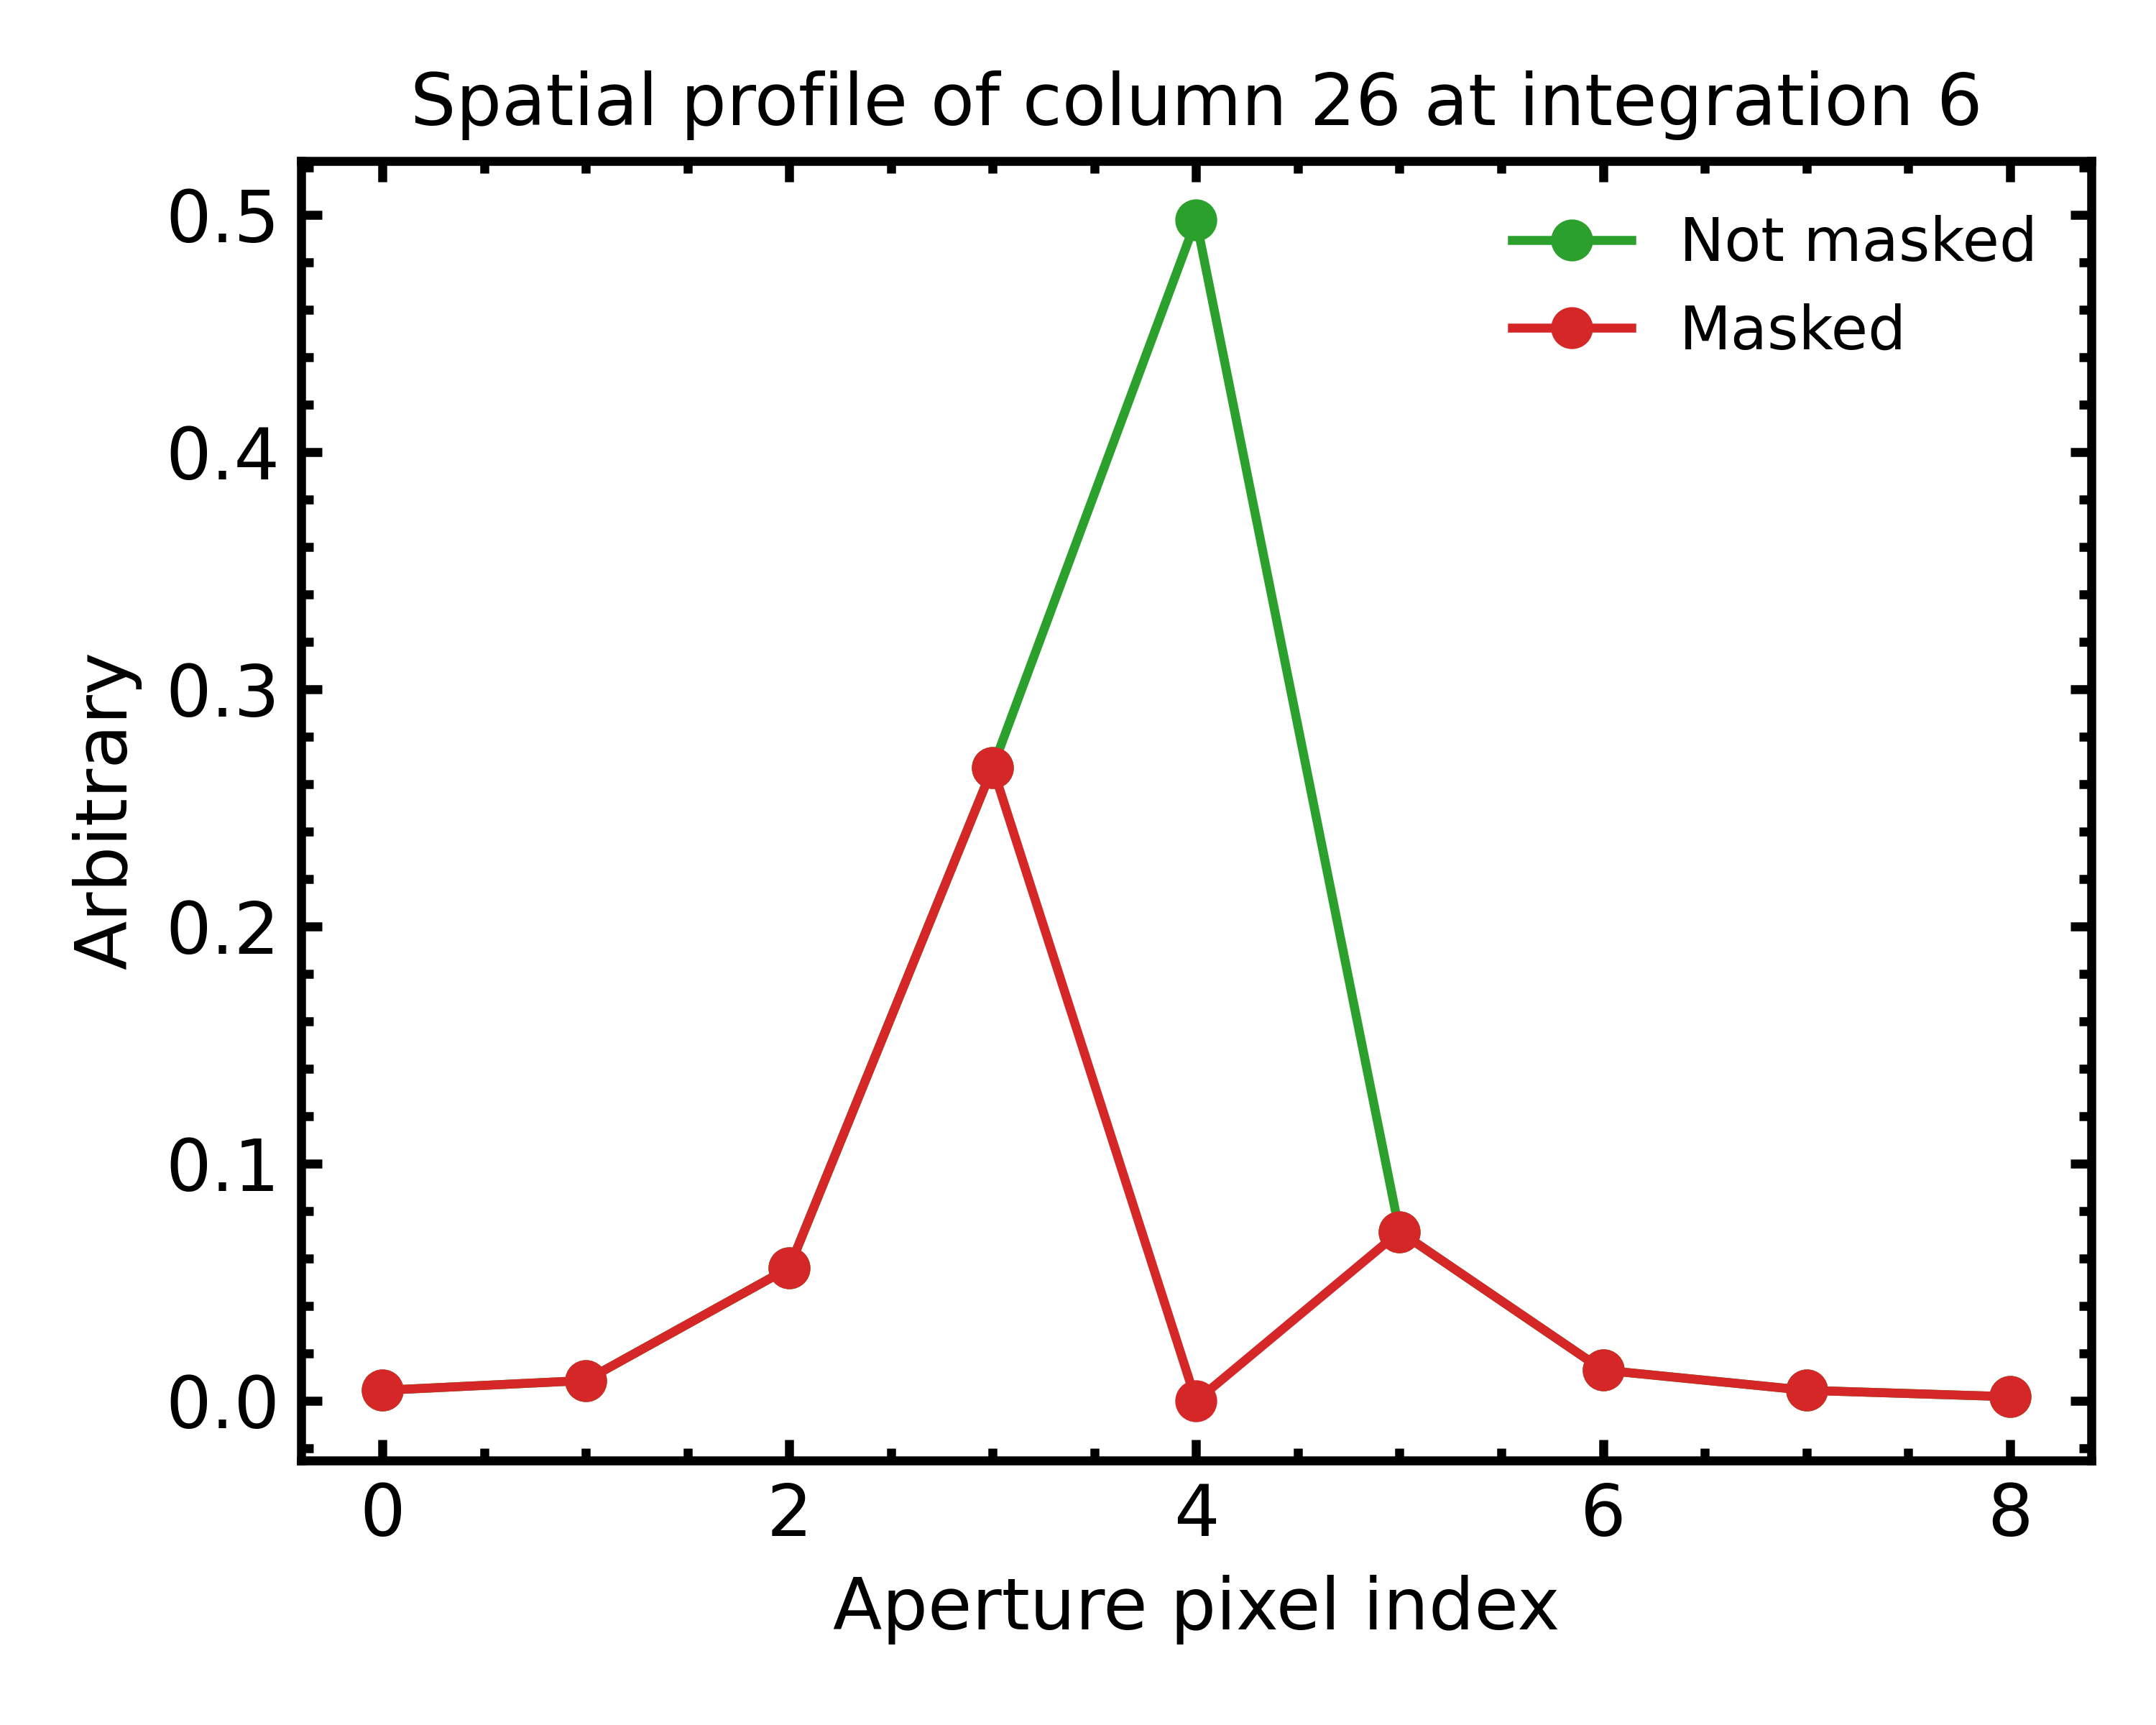 Spatial profile of column 26 at integration 6
Not masked
Masked
0.5
0.4
0.3
0.2
0.1
0.0
Arbitrary
0 2 4 6 8
Aperture pixel index